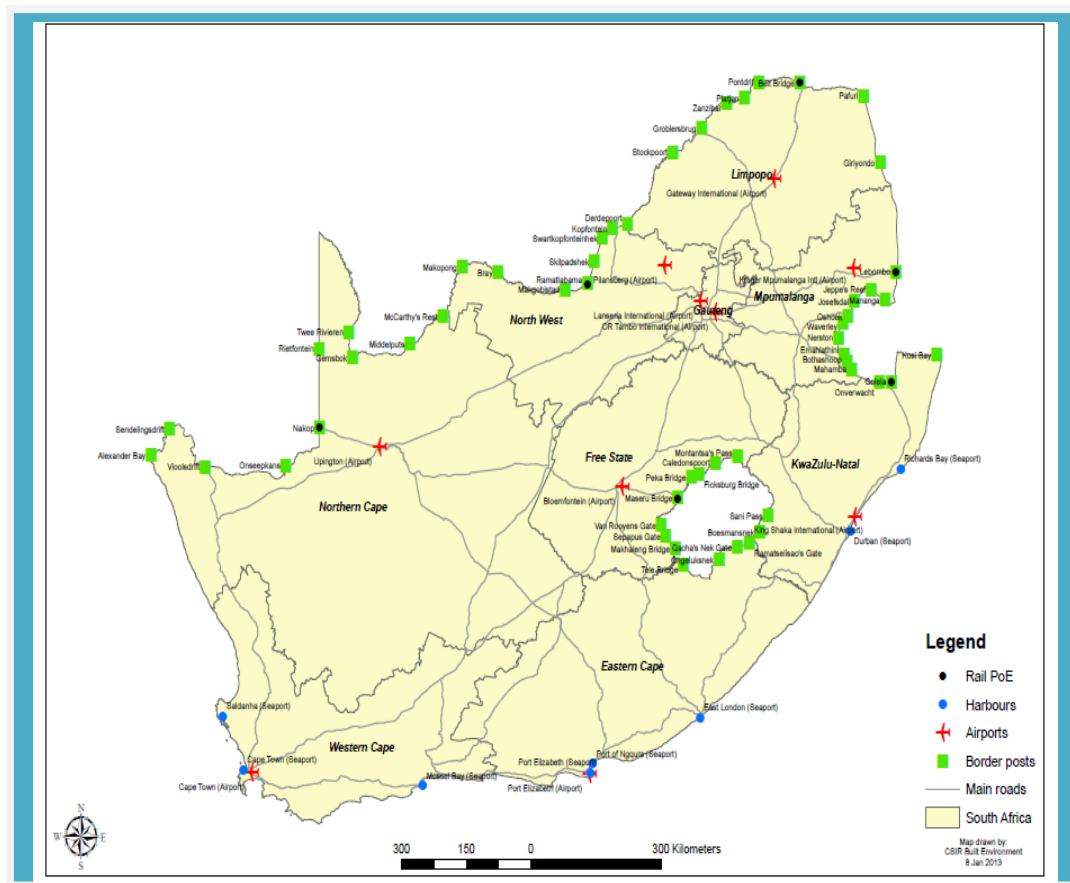 Pontdrif
Beit Bridge
Platjan
Pafuri
Zanzibar
Groblersbrug
Stockpoort
Giriyondo
Limpopo
Gateway International (Airport)
Derdepoort
Kopfontein
Swartkopfonteinhek
Skilpadshek
Makopong
Bray
Ramatlabama
Pilansberg (Airport)
Makgobistad
Kruger Mpumalanga Intl (Airport)
Lebombo
Jeppe's Reef
Mpumalanga
Josefsdal
Mananga
McCarthy's Rest
North West
Lanseria International (Airport)
Gauteng
OR Tambo International (Airport)
Oshoek
Waverley
Nerston
Twee Rivieren
Middelputs
Rietfontein
Gemsbok
Emahlathini
Bothashoop
Mahamba
Kosi Bay
Golela
Onverwacht
Sendelingsdrift
Nakop
Alexander Bay
Vioolsdrift
Onseepkans
Upington (Airport)
Free State
Montantsa's Pass
Caledonspoort
KwaZulu-Natal
Richards Bay (Seaport)
Peka Bridge
Ficksburg Bridge
Bloemfontein (Airport)
Maseru Bridge
Northern Cape
Sani Pass
Van Rooyens Gate
Boesmansnek
King Shaka International (Airport)
Sepapus Gate
Durban (Seaport)
Makhaleng Bridge
Qacha's Nek Gate
Ramatselisao's Gate
Ongeluksnek
Tele Bridge
Eastern Cape
Saldanha (Seaport)
East London (Seaport)
Western Cape
Cape Town (Seaport)
Port Elizabeth (Seaport)
Port of Ngqura (Seaport)
Cape Town (Airport)
Mossel Bay (Seaport)
Port Elizabeth (Airport)
Legend
Rail PoE
Harbours
Airports
Border posts
Main roads
South Africa
Map drawn by:
CSIR Built Environment
8 Jan 2013
N
W
E
S
300 150 0 300 Kilometers